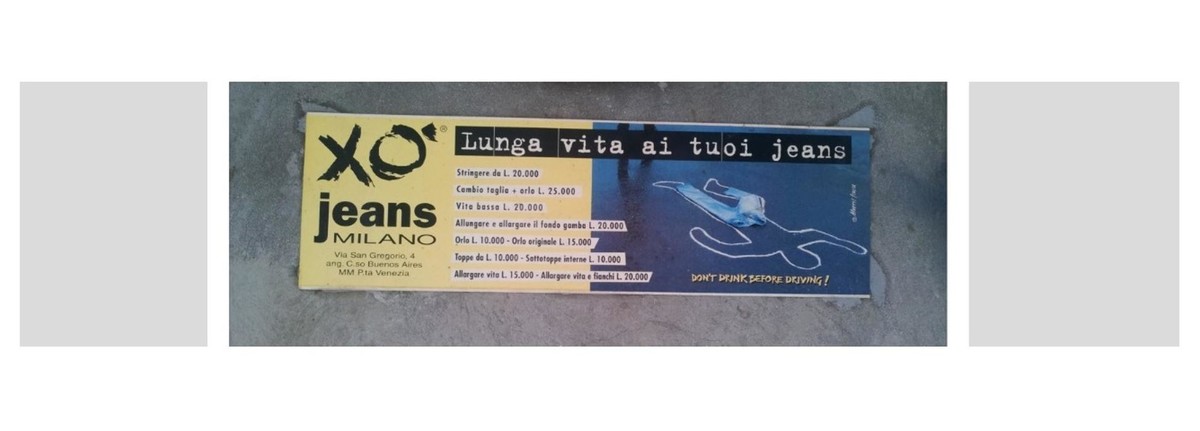 XO'®
jeans
MILANO
Via San Gregorio, 4
ang. C.so Buenos Aires
MM P.ta Venezia
Lunga vita ai tuoi jeans
Stringere da L. 20.000
Cambio taglia + orlo L. 25.000
Vita bassa L. 20.000
Allungare e allargare il fondo gamba L. 20.000
Orlo L. 10.000 - Orlo originale L. 15.000
Toppe da L. 10.000 - Sottotoppe interne L. 10.000
Allargare vita L. 15.000 - Allargare vita e fianchi L. 20.000
DON'T DRINK BEFORE DRIVING!